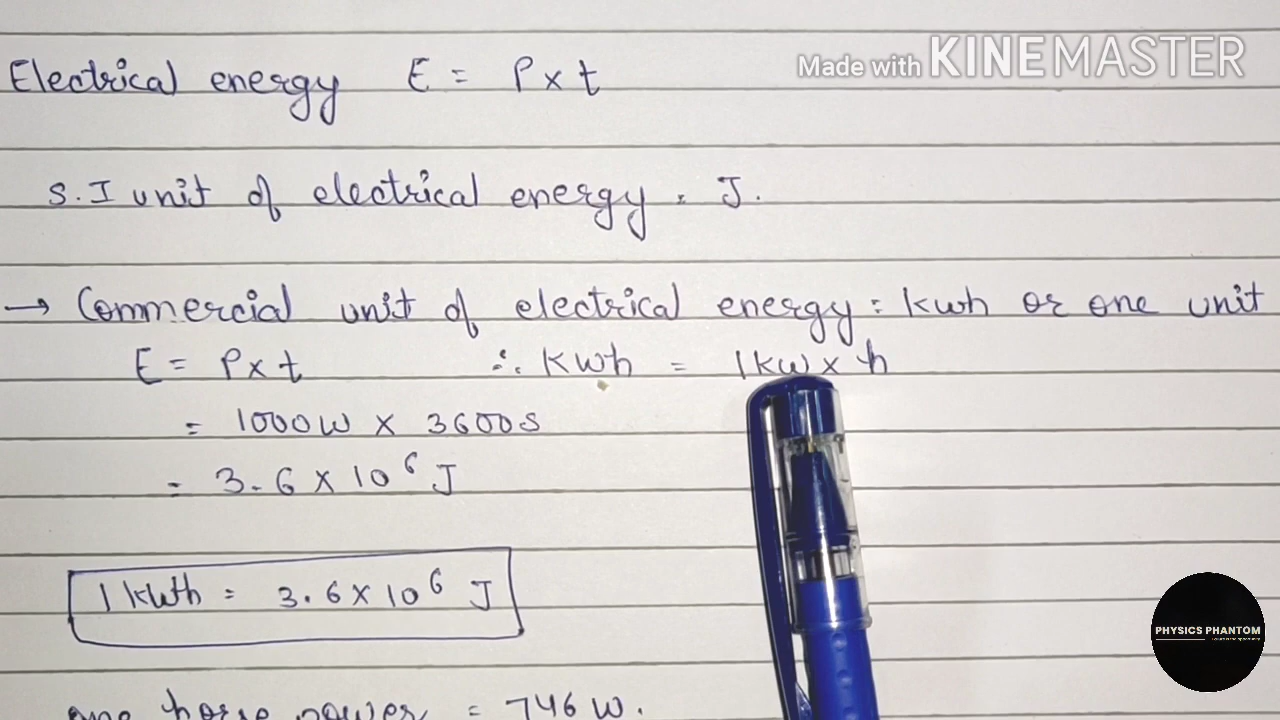 Made with KINEMASTER
Electrical energy E = P x t
S.I unit of electrical energy = J.
→ Commercial unit of electrical energy = kwh or one unit
E = P x t ∴ kwh = 1kw x h
= 1000w x 3600s
= 3.6 x 10⁶ J
1 kwh = 3.6 x 10⁶ J
one horse power = 746 w.
PHYSICS PHANTOM